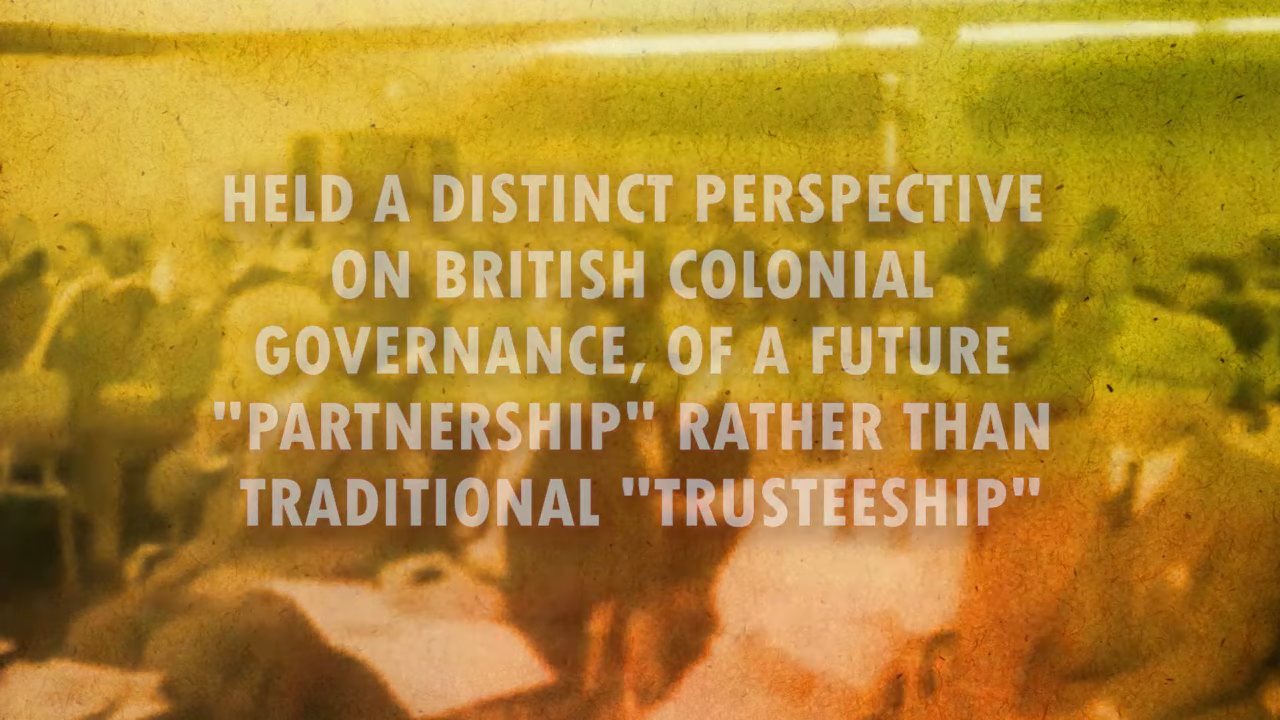 HELD A DISTINCT PERSPECTIVE
ON BRITISH COLONIAL
GOVERNANCE, OF A FUTURE
"PARTNERSHIP" RATHER THAN
TRADITIONAL "TRUSTEESHIP"